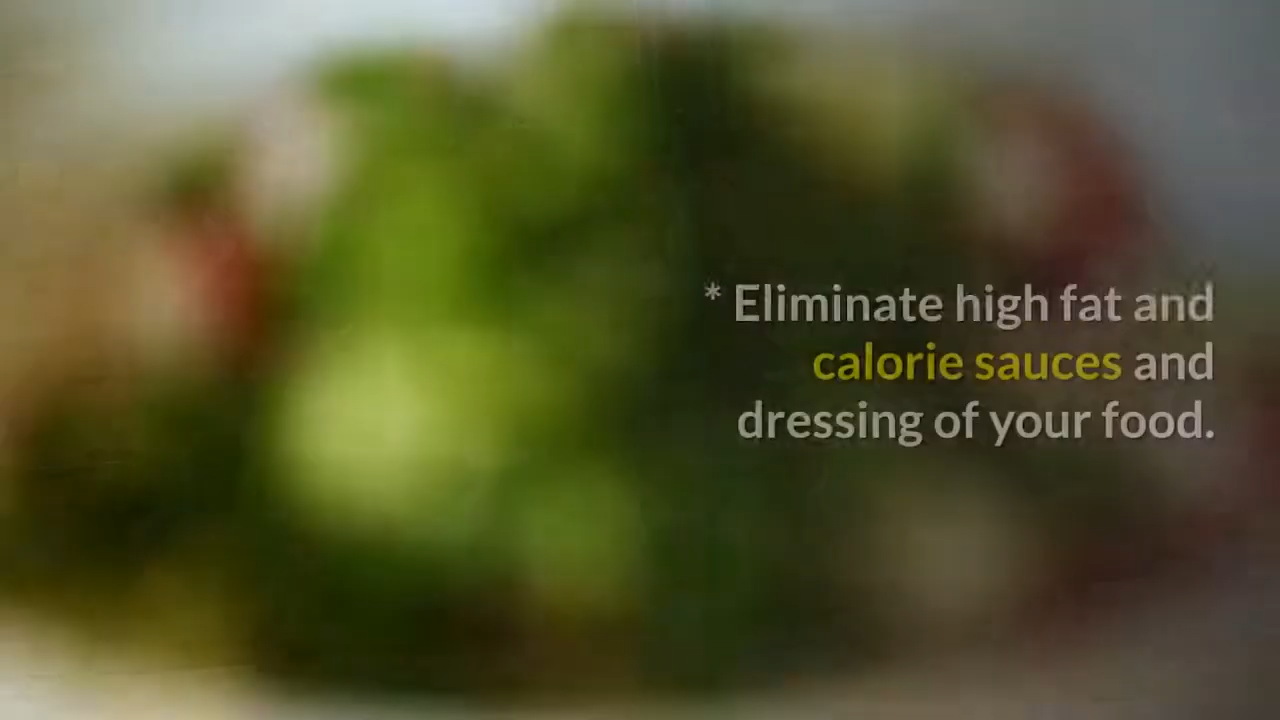 * Eliminate high fat and
calorie sauces and
dressing of your food.